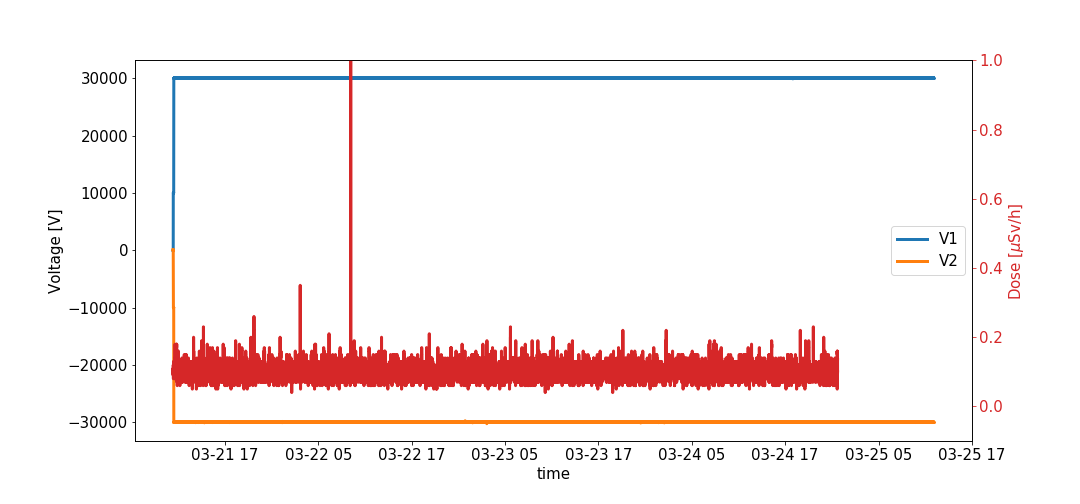 30000
20000
10000
0
−10000
−20000
−30000
Voltage [V]
1.0
0.8
0.6
0.4
0.2
0.0
Dose [μSv/h]
V1
V2
03-21 17 03-22 05 03-22 17 03-23 05 03-23 17 03-24 05 03-24 17 03-25 05 03-25 17
time